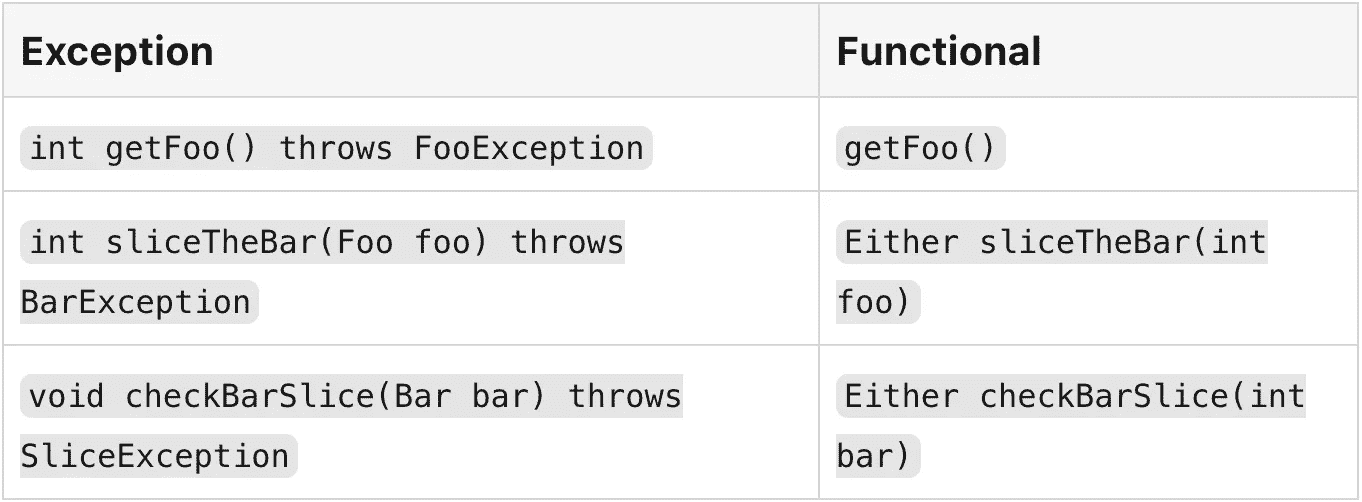 Exception
Functional
int getFoo() throws FooException
getFoo()
int sliceTheBar(Foo foo) throws
BarException
Either sliceTheBar(int
foo)
void checkBarSlice(Bar bar) throws
SliceException
Either checkBarSlice(int
bar)